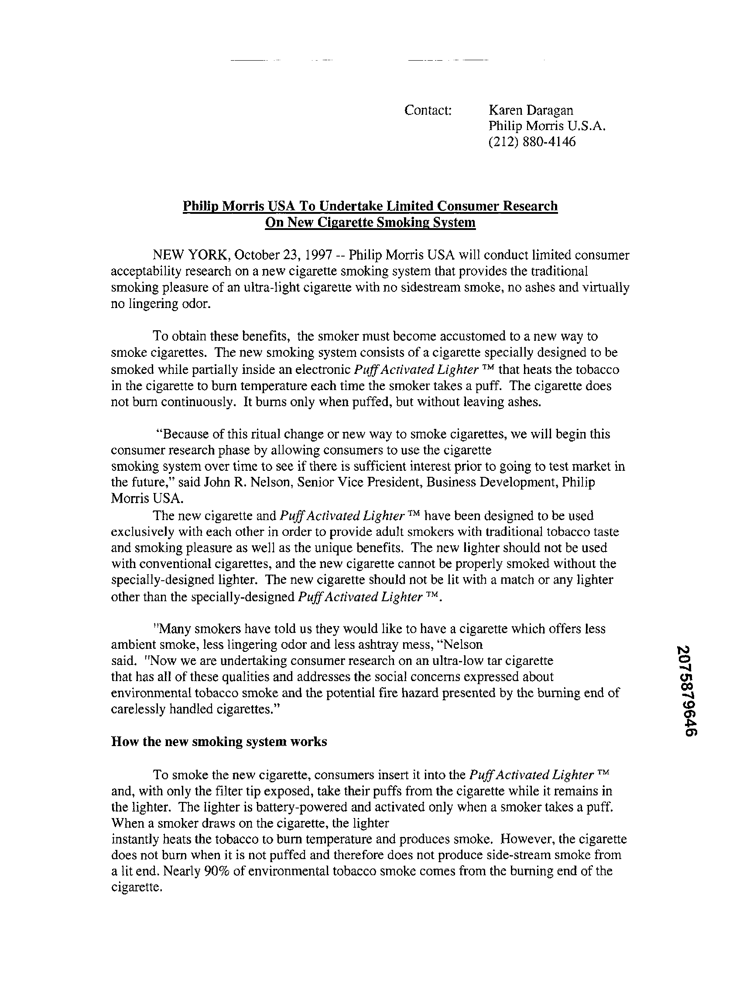 Contact: Karen Daragan
Philip Morris U.S.A.
(212) 880-4146
Philip Morris USA To Undertake Limited Consumer Research
On New Cigarette Smoking System
NEW YORK, October 23, 1997 -- Philip Morris USA will conduct limited consumer
acceptability research on a new cigarette smoking system that provides the traditional
smoking pleasure of an ultra-light cigarette with no sidestream smoke, no ashes and virtually
no lingering odor.
To obtain these benefits, the smoker must become accustomed to a new way to
smoke cigarettes. The new smoking system consists of a cigarette specially designed to be
smoked while partially inside an electronic Puff Activated Lighter ™ that heats the tobacco
in the cigarette to burn temperature each time the smoker takes a puff. The cigarette does
not burn continuously. It burns only when puffed, but without leaving ashes.
“Because of this ritual change or new way to smoke cigarettes, we will begin this
consumer research phase by allowing consumers to use the cigarette
smoking system over time to see if there is sufficient interest prior to going to test market in
the future,” said John R. Nelson, Senior Vice President, Business Development, Philip
Morris USA.
The new cigarette and Puff Activated Lighter ™ have been designed to be used
exclusively with each other in order to provide adult smokers with traditional tobacco taste
and smoking pleasure as well as the unique benefits. The new lighter should not be used
with conventional cigarettes, and the new cigarette cannot be properly smoked without the
specially-designed lighter. The new cigarette should not be lit with a match or any lighter
other than the specially-designed Puff Activated Lighter ™.
"Many smokers have told us they would like to have a cigarette which offers less
ambient smoke, less lingering odor and less ashtray mess, “Nelson
said. "Now we are undertaking consumer research on an ultra-low tar cigarette
that has all of these qualities and addresses the social concerns expressed about
environmental tobacco smoke and the potential fire hazard presented by the burning end of
carelessly handled cigarettes.”
How the new smoking system works
To smoke the new cigarette, consumers insert it into the Puff Activated Lighter ™
and, with only the filter tip exposed, take their puffs from the cigarette while it remains in
the lighter. The lighter is battery-powered and activated only when a smoker takes a puff.
When a smoker draws on the cigarette, the lighter
instantly heats the tobacco to burn temperature and produces smoke. However, the cigarette
does not burn when it is not puffed and therefore does not produce side-stream smoke from
a lit end. Nearly 90% of environmental tobacco smoke comes from the burning end of the
cigarette.
2075879646